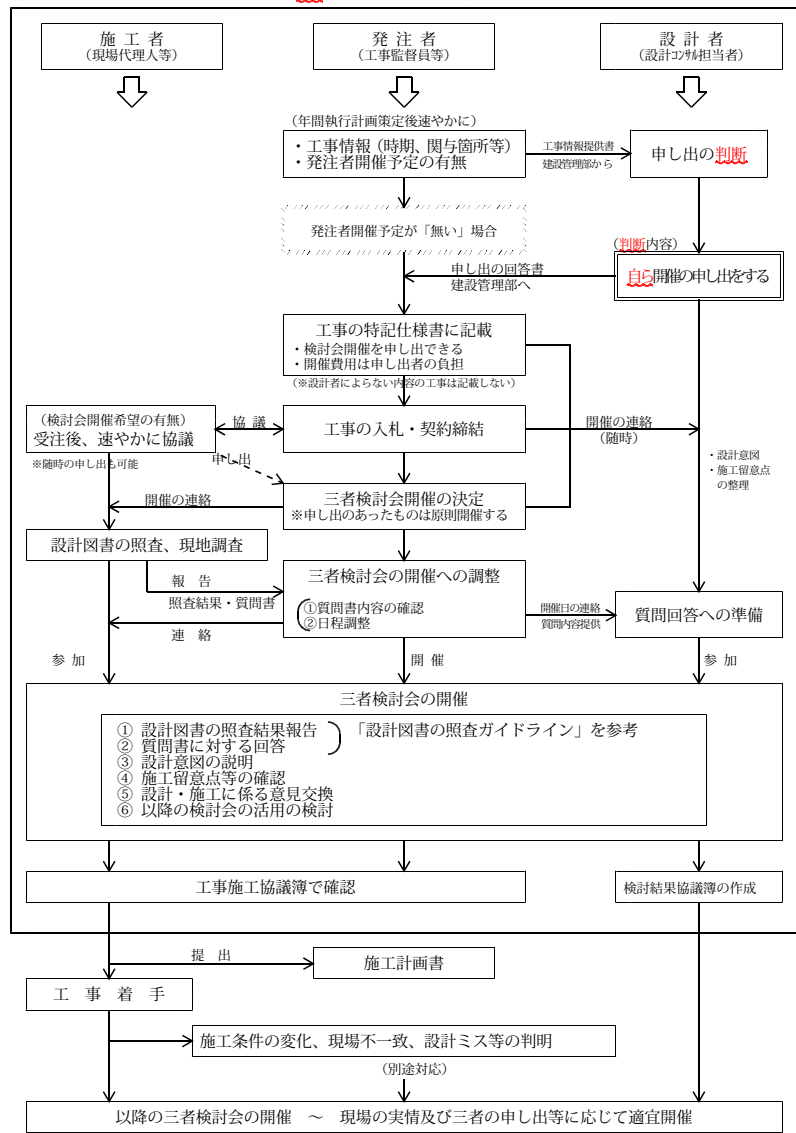 施 工 者
（現場代理人等）
発 注 者
（工事監督員等）
設 計 者
（設計ｺﾝｻﾙ担当者）
（年間執行計画策定後速やかに）
・工事情報（時期、関与箇所等）
・発注者開催予定の有無
工事情報提供書
建設管理部から
申し出の判断
発注者開催予定が「無い」場合
（判断内容）
自ら開催の申し出をする
申し出の回答書
建設管理部へ
工事の特記仕様書に記載
・検討会開催を申し出できる
・開催費用は申し出者の負担
（※設計者によらない内容の工事は記載しない）
（検討会開催希望の有無）
受注後、速やかに協議
※随時の申し出も可能
協 議
申し出
工事の入札・契約締結
開催の連絡
（随時）
・設計意図
・施工留意点
の整理
三者検討会開催の決定
※申し出のあったものは原則開催する
開催の連絡
設計図書の照査、現地調査
報 告
照査結果・質問書
連 絡
三者検討会の開催への調整
①質問書内容の確認
②日程調整
開催日の連絡
質問内容提供
質問回答への準備
参 加
開 催
参 加
三者検討会の開催
① 設計図書の照査結果報告
② 質問書に対する回答
「設計図書の照査ガイドライン」を参考
③ 設計意図の説明
④ 施工留意点等の確認
⑤ 設計・施工に係る意見交換
⑥ 以降の検討会の活用の検討
工事施工協議簿で確認
検討結果協議簿の作成
提 出
施工計画書
工 事 着 手
施工条件の変化、現場不一致、設計ミス等の判明
（別途対応）
以降の三者検討会の開催 ～ 現場の実情及び三者の申し出等に応じて適宜開催